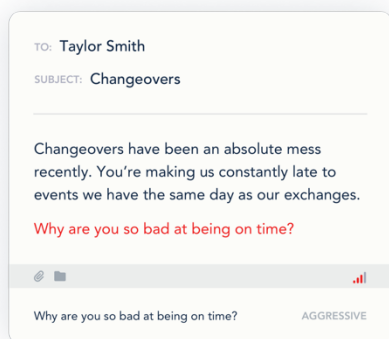 TO: Taylor Smith
SUBJECT: Changeovers
Changeovers have been an absolute mess
recently. You’re making us constantly late to
events we have the same day as our exchanges.
Why are you so bad at being on time?
Why are you so bad at being on time? AGGRESSIVE